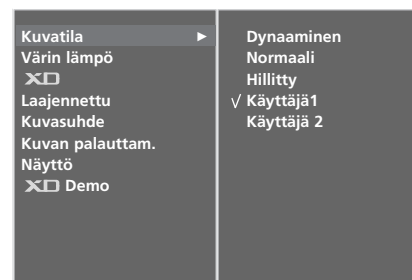 Kuvatila ►
Värin lämpö
XD
Laajennettu
Kuvasuhde
Kuvan palauttam.
Näyttö
XD Demo
Dynaaminen
Normaali
Hillitty
√ Käyttäjä1
Käyttäjä 2